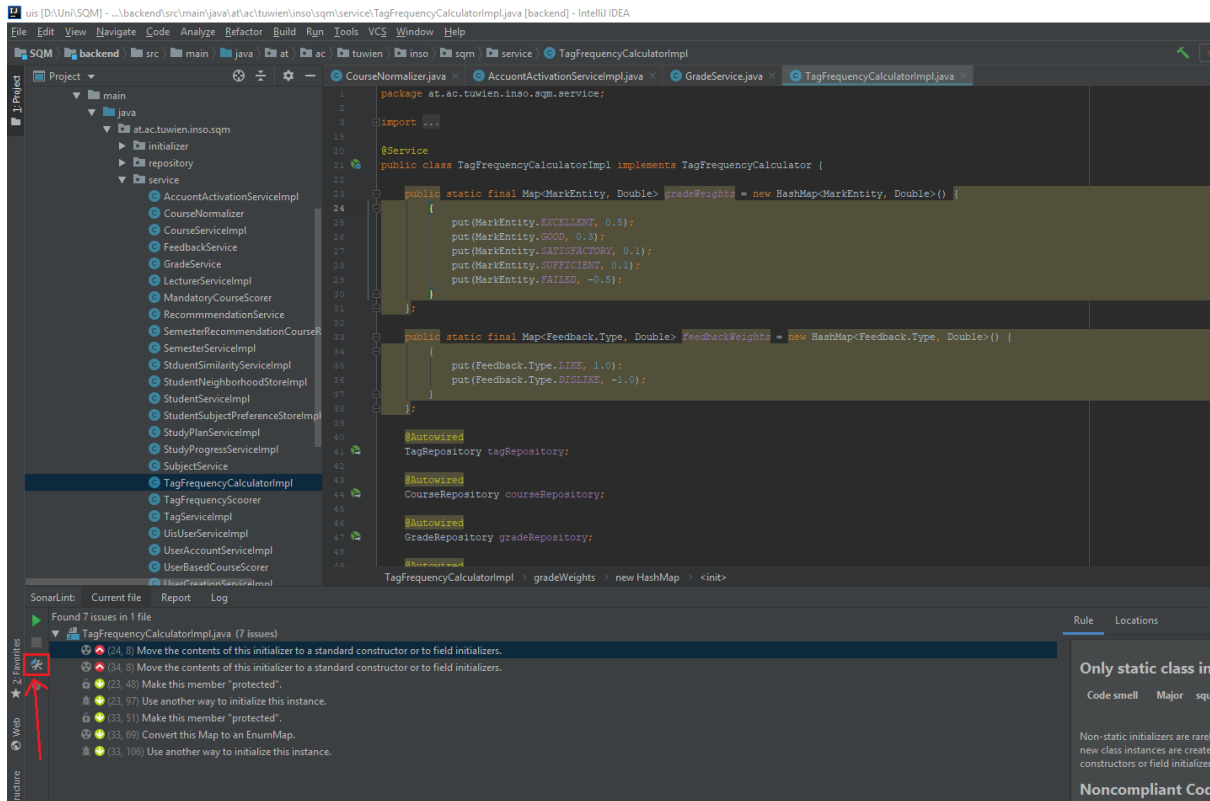 uis [D:\Uni\SQM] - ...\backend\src\main\java\at\ac\tuwien\inso\sqm\service\TagFrequencyCalculatorImpl.java [backend] - IntelliJ IDEA
File Edit View Navigate Code Analyze Refactor Build Run Tools VCS Window Help
SQM backend src main java at ac tuwien inso sqm service TagFrequencyCalculatorImpl
Project
CourseNormalizer.java AccuontActivationServiceImpl.java GradeService.java TagFrequencyCalculatorImpl.java
1: Project
main
java
at.ac.tuwien.inso.sqm
initializer
repository
service
AccuontActivationServiceImpl
CourseNormalizer
CourseServiceImpl
FeedbackService
GradeService
LecturerServiceImpl
MandatoryCourseScorer
RecommmendationService
SemesterRecommendationCourseR
SemesterServiceImpl
StduentSimilarityServiceImpl
StudentNeighborhoodStoreImpl
StudentServiceImpl
StudentSubjectPreferenceStoreImpl
StudyPlanServiceImpl
StudyProgressServiceImpl
SubjectService
TagFrequencyCalculatorImpl
TagFrequencyScoorer
TagServiceImpl
UisUserServiceImpl
UserAccountServiceImpl
UserBasedCourseScorer
UserCreationServiceImpl
1 package at.ac.tuwien.inso.sqm.service;
2
3 import ...
19
20 @Service
21 public class TagFrequencyCalculatorImpl implements TagFrequencyCalculator {
22
23 public static final Map<MarkEntity, Double> gradeWeights = new HashMap<MarkEntity, Double>() {
24 {
25 put(MarkEntity.EXCELLENT, 0.5);
26 put(MarkEntity.GOOD, 0.3);
27 put(MarkEntity.SATISFACTORY, 0.1);
28 put(MarkEntity.SUFFICIENT, 0.1);
29 put(MarkEntity.FAILED, -0.5);
30 }
31 };
32
33 public static final Map<Feedback.Type, Double> feedbackWeights = new HashMap<Feedback.Type, Double>() {
34 {
35 put(Feedback.Type.LIKE, 1.0);
36 put(Feedback.Type.DISLIKE, -1.0);
37 }
38 };
39
40 @Autowired
41 TagRepository tagRepository;
42
43 @Autowired
44 CourseRepository courseRepository;
45
46 @Autowired
47 GradeRepository gradeRepository;
48
49 @Autowired
TagFrequencyCalculatorImpl gradeWeights new HashMap <init>
SonarLint: Current file Report Log
Found 7 issues in 1 file
TagFrequencyCalculatorImpl.java (7 issues)
(24, 8) Move the contents of this initializer to a standard constructor or to field initializers.
(34, 8) Move the contents of this initializer to a standard constructor or to field initializers.
(23, 48) Make this member "protected".
(23, 97) Use another way to initialize this instance.
(33, 51) Make this member "protected".
(33, 69) Convert this Map to an EnumMap.
(33, 106) Use another way to initialize this instance.
2: Favorites
Web
ructure
Rule Locations
Only static class in
Code smell Major squ
Non-static initializers are rarel
new class instances are create
constructors or field initializer
Noncompliant Cod